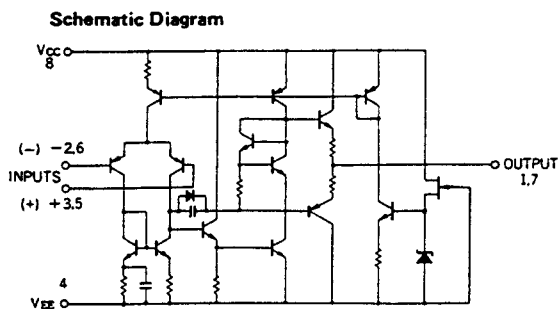 Schematic Diagram
VCC
8
(-) -2,6
INPUTS
(+) +3.5
OUTPUT
1,7
4
VEE